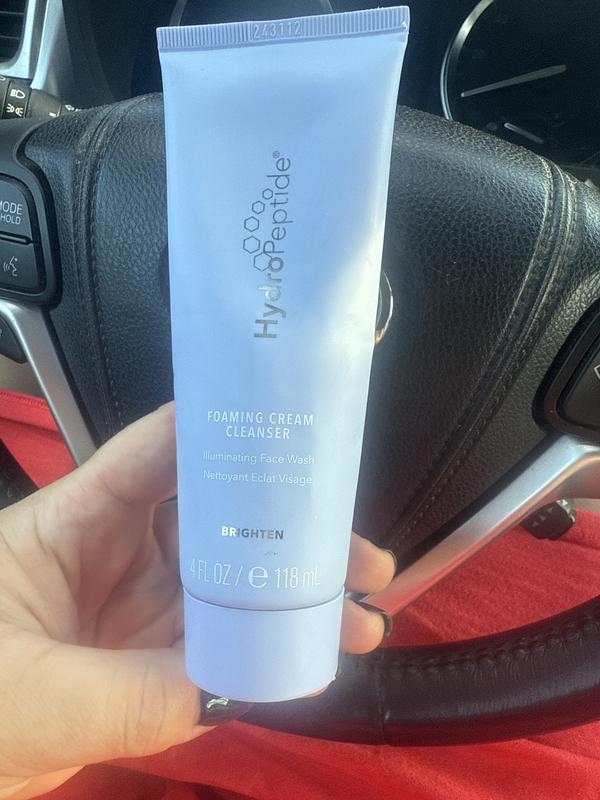 243112
HydroPeptide®
FOAMING CREAM
CLEANSER
Illuminating Face Wash
Nettoyant Eclat Visage
BRIGHTEN
4 FL OZ / ℮ 118 mL
MODE
HOLD